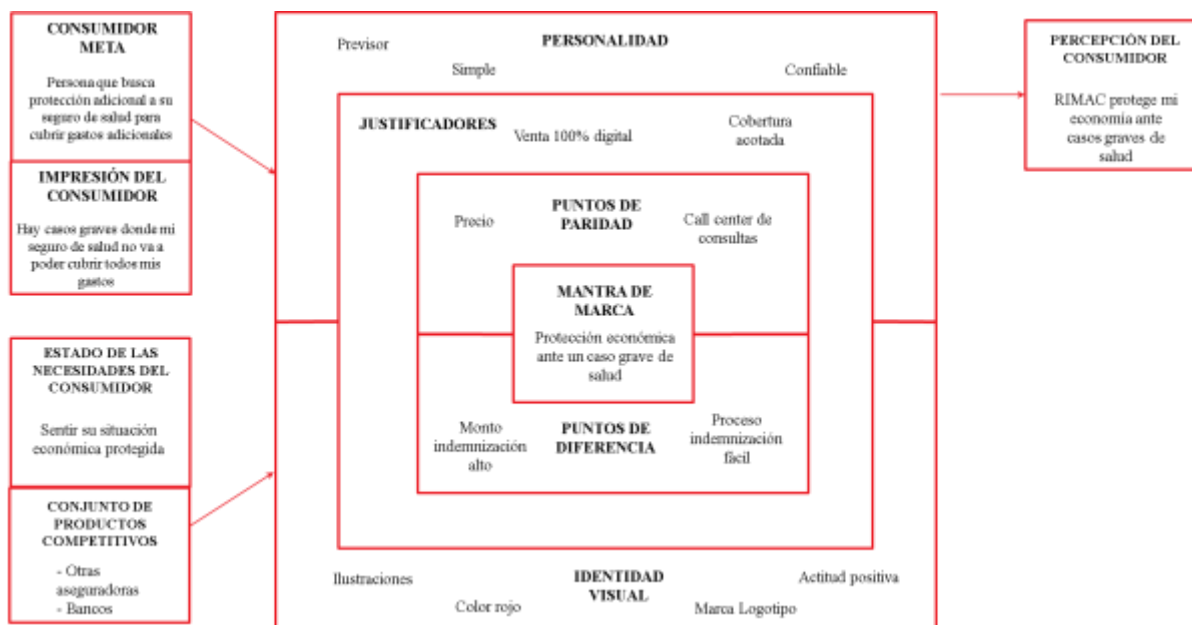 CONSUMIDOR
META
Persona que busca
protección adicional a su
seguro de salud para
cubrir gastos adicionales
IMPRESIÓN DEL
CONSUMIDOR
Hay casos graves donde mi
seguro de salud no va a
poder cubrir todos mis
gastos
ESTADO DE LAS
NECESIDADES DEL
CONSUMIDOR
Sentir su situación
económica protegida
CONJUNTO DE
PRODUCTOS
COMPETITIVOS
- Otras
aseguradoras
- Bancos
PERSONALIDAD
Previsor
Simple
Confiable
JUSTIFICADORES
Venta 100% digital
Cobertura
acotada
PUNTOS DE
PARIDAD
Precio
Call center de
consultas
MANTRA DE
MARCA
Protección económica
ante un caso grave de
salud
Monto
indemnización
alto
PUNTOS DE
DIFERENCIA
Proceso
indemnización
fácil
Ilustraciones
Color rojo
IDENTIDAD
VISUAL
Marca Logotipo
Actitud positiva
PERCEPCIÓN DEL
CONSUMIDOR
RIMAC protege mi
economía ante
casos graves de
salud